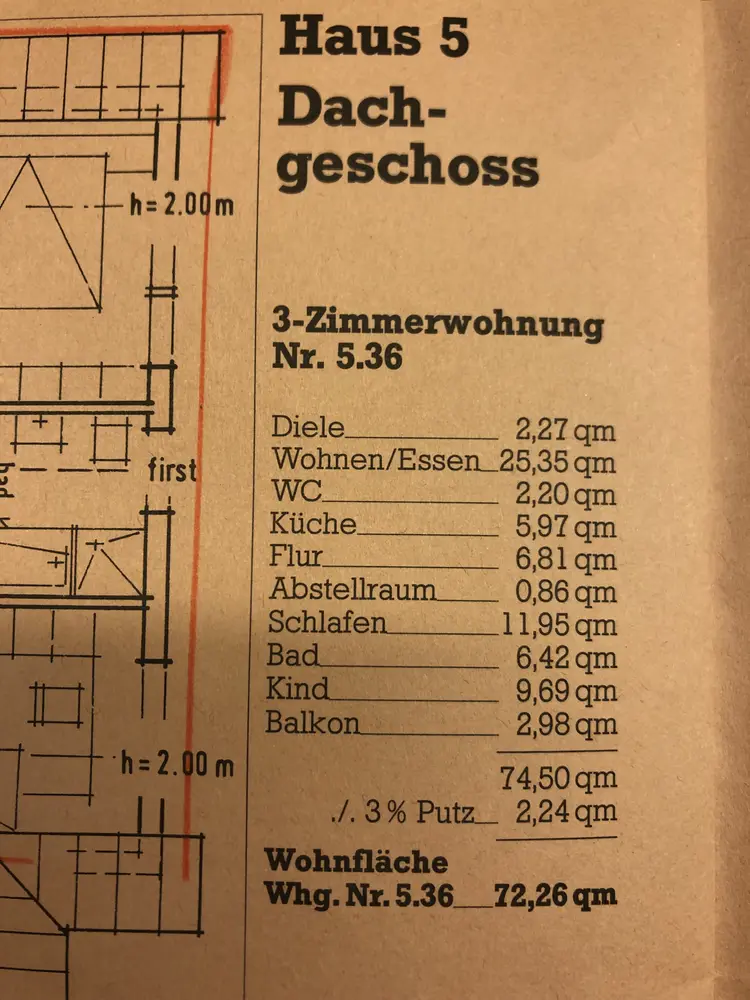 Haus 5
Dach-
geschoss
h = 2.00 m
3-Zimmerwohnung
Nr. 5.36
Diele 2,27 qm
Wohnen/Essen 25,35 qm
WC 2,20 qm
Küche 5,97 qm
first
Flur 6,81 qm
Abstellraum 0,86 qm
Schlafen 11,95 qm
Bad 6,42 qm
Kind 9,69 qm
Balkon 2,98 qm
h = 2.00 m
74,50 qm
./. 3% Putz 2,24 qm
Wohnfläche
Whg. Nr. 5.36 72,26 qm